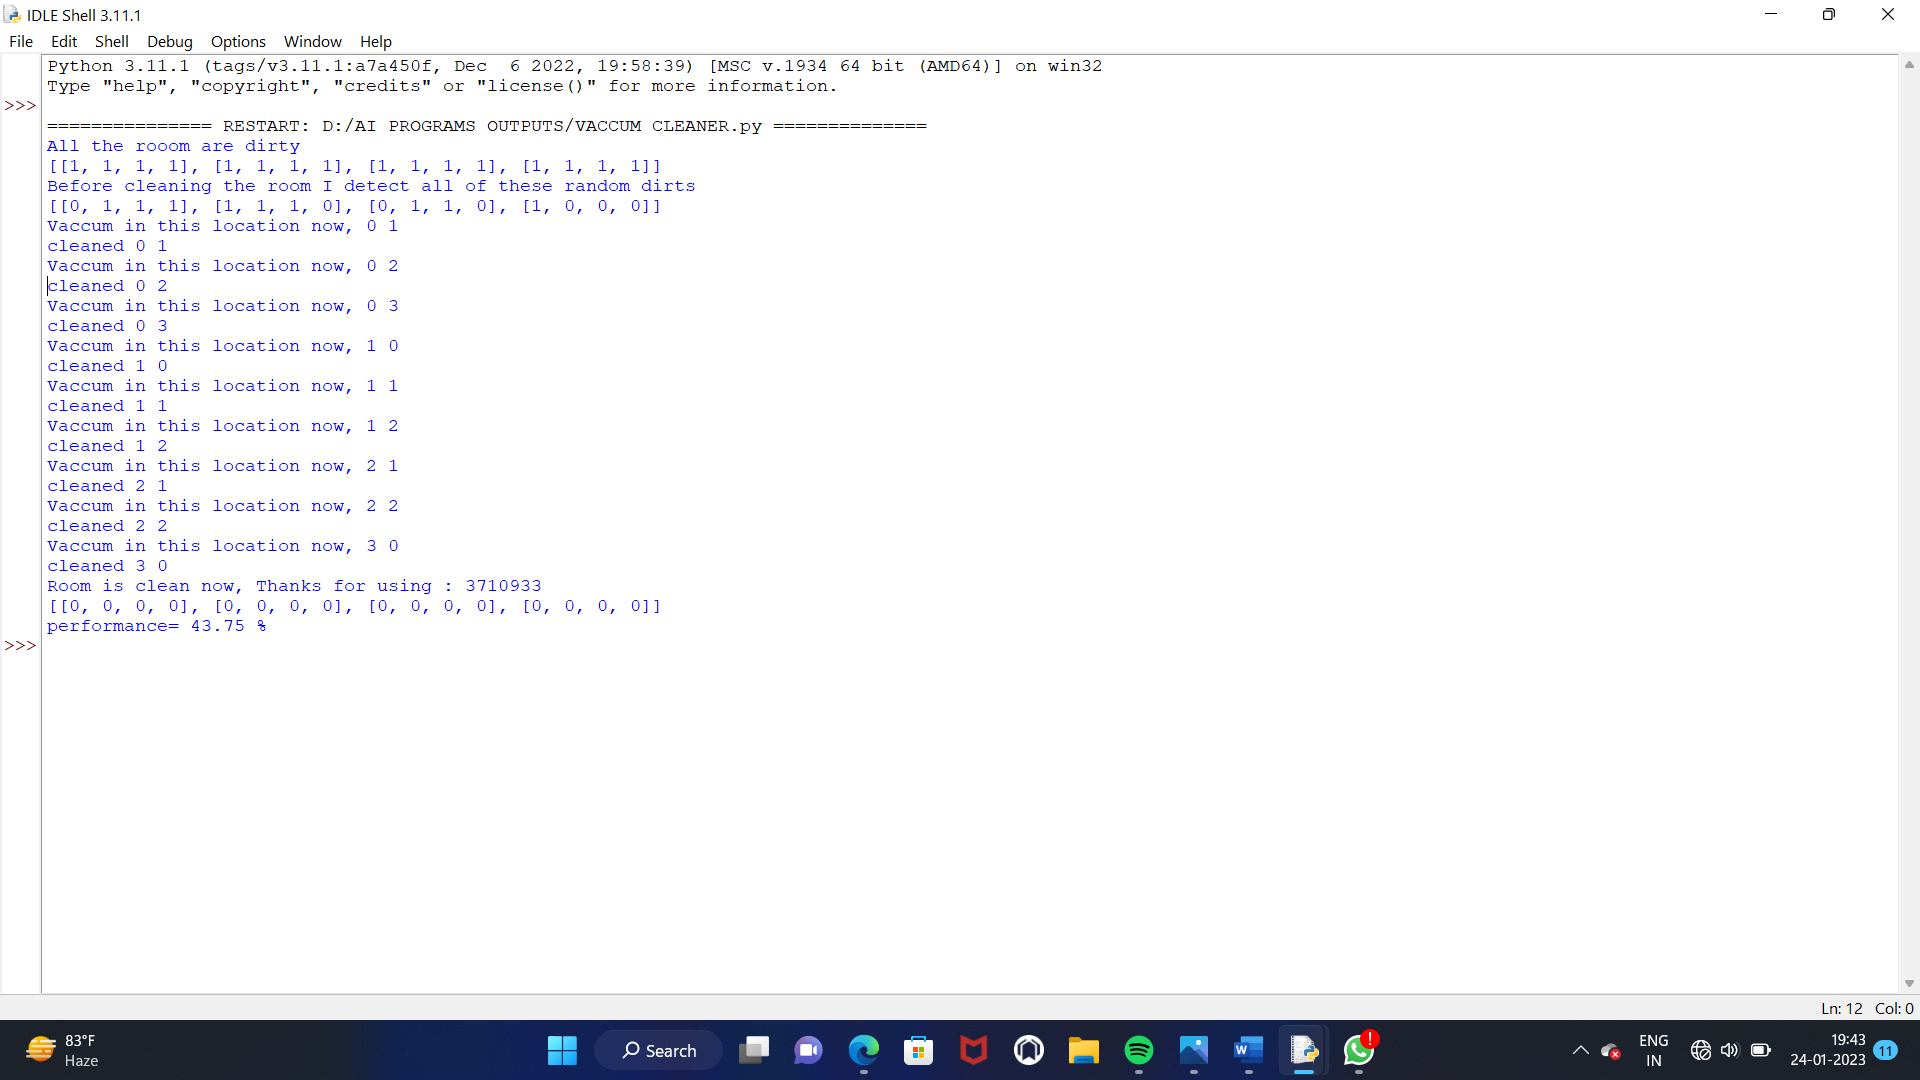 IDLE Shell 3.11.1
File Edit Shell Debug Options Window Help
Python 3.11.1 (tags/v3.11.1:a7a450f, Dec  6 2022, 19:58:39) [MSC v.1934 64 bit (AMD64)] on win32
Type "help", "copyright", "credits" or "license()" for more information.
>>>
=============== RESTART: D:/AI PROGRAMS OUTPUTS/VACCUM CLEANER.py ==============
All the rooom are dirty
[[1, 1, 1, 1], [1, 1, 1, 1], [1, 1, 1, 1], [1, 1, 1, 1]]
Before cleaning the room I detect all of these random dirts
[[0, 1, 1, 1], [1, 1, 1, 0], [0, 1, 1, 0], [1, 0, 0, 0]]
Vaccum in this location now, 0 1
cleaned 0 1
Vaccum in this location now, 0 2
cleaned 0 2
Vaccum in this location now, 0 3
cleaned 0 3
Vaccum in this location now, 1 0
cleaned 1 0
Vaccum in this location now, 1 1
cleaned 1 1
Vaccum in this location now, 1 2
cleaned 1 2
Vaccum in this location now, 2 1
cleaned 2 1
Vaccum in this location now, 2 2
cleaned 2 2
Vaccum in this location now, 3 0
cleaned 3 0
Room is clean now, Thanks for using : 3710933
[[0, 0, 0, 0], [0, 0, 0, 0], [0, 0, 0, 0], [0, 0, 0, 0]]
performance= 43.75 %
>>>
Ln: 12 Col: 0
83°F
Haze
Search
ENG
IN
19:43
24-01-2023
11